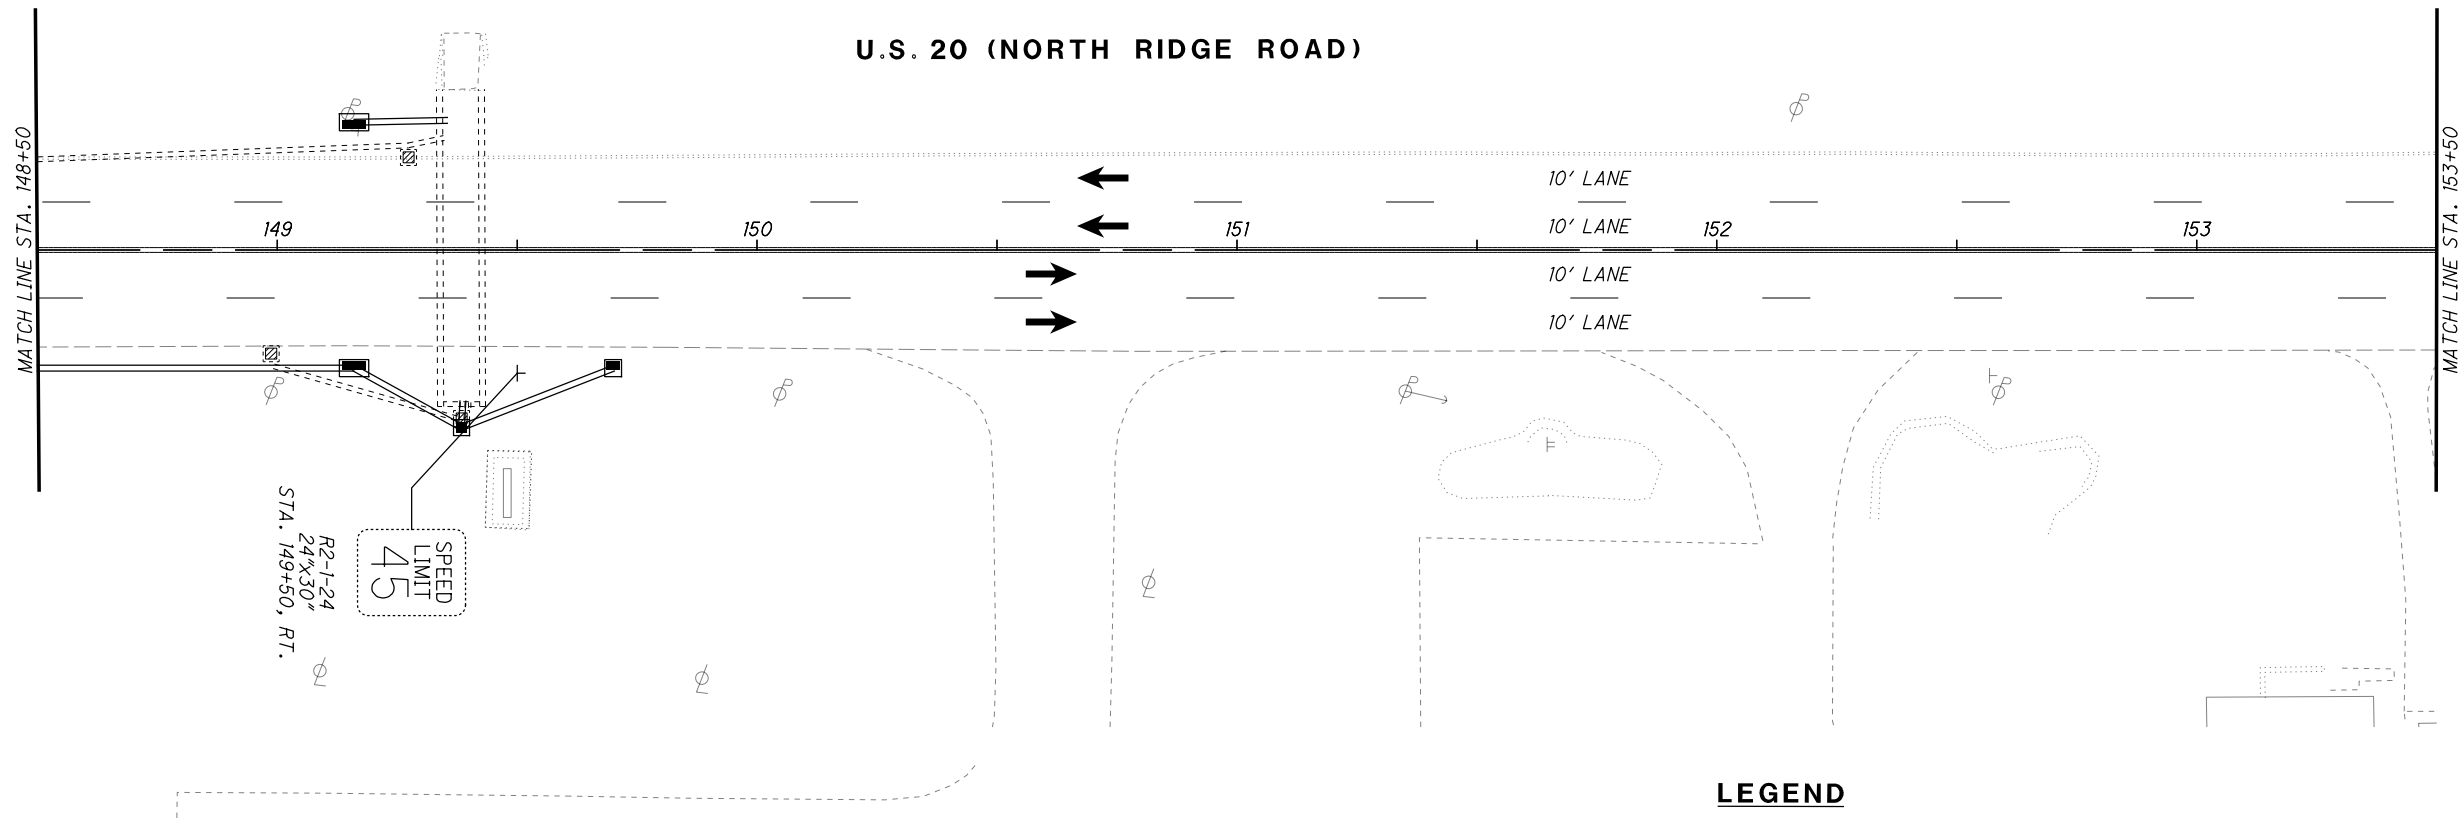 U.S. 20 (NORTH RIDGE ROAD)
MATCH LINE STA. 148+50
MATCH LINE STA. 153+50
10' LANE
10' LANE
149
150
151
152
153
10' LANE
10' LANE
SPEED
LIMIT
45
R2-1-24
24"x30"
STA. 149+50, RT.
LEGEND